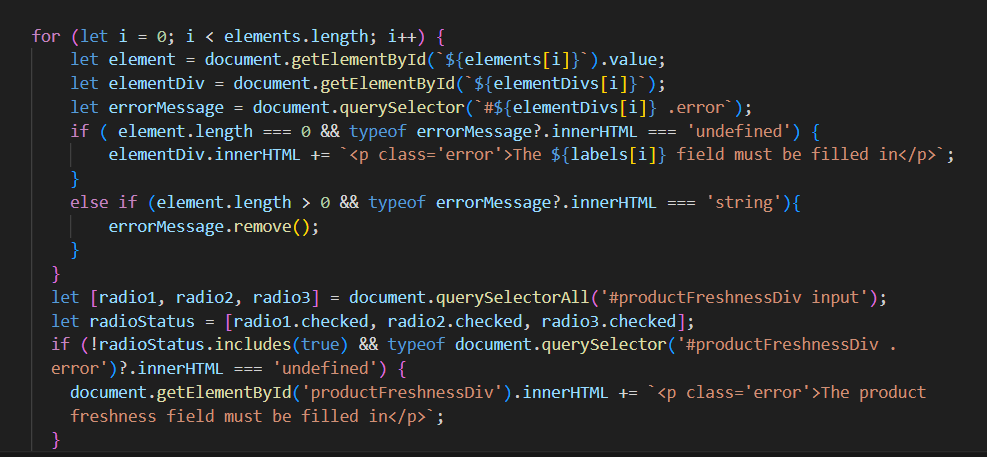 for (let i = 0; i < elements.length; i++) {
let element = document.getElementById(`${elements[i]}`).value;
let elementDiv = document.getElementById(`${elementDivs[i]}`);
let errorMessage = document.querySelector(`#${elementDivs[i]} .error`);
if ( element.length === 0 && typeof errorMessage?.innerHTML === 'undefined') {
elementDiv.innerHTML += `<p class='error'>The ${labels[i]} field must be filled in</p>`;
}
else if (element.length > 0 && typeof errorMessage?.innerHTML === 'string'){
errorMessage.remove();
}
}
let [radio1, radio2, radio3] = document.querySelectorAll('#productFreshnessDiv input');
let radioStatus = [radio1.checked, radio2.checked, radio3.checked];
if (!radioStatus.includes(true) && typeof document.querySelector('#productFreshnessDiv .
error')?.innerHTML === 'undefined') {
document.getElementById('productFreshnessDiv').innerHTML += `<p class='error'>The product
freshness field must be filled in</p>`;
}